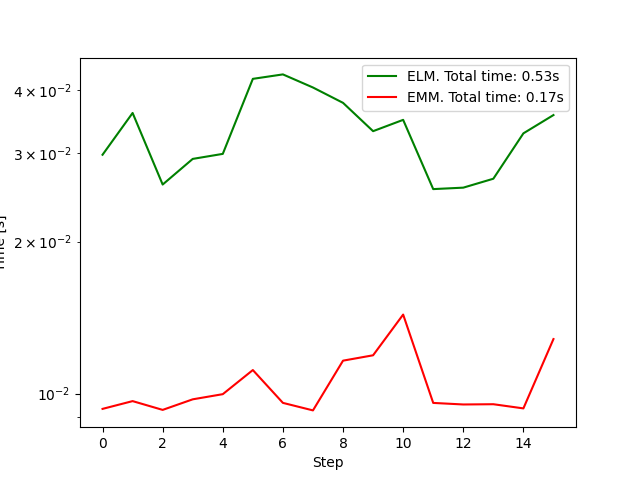 ELM. Total time: 0.53s
EMM. Total time: 0.17s
4 × 10⁻²
3 × 10⁻²
2 × 10⁻²
10⁻²
0 2 4 6 8 10 12 14
Step